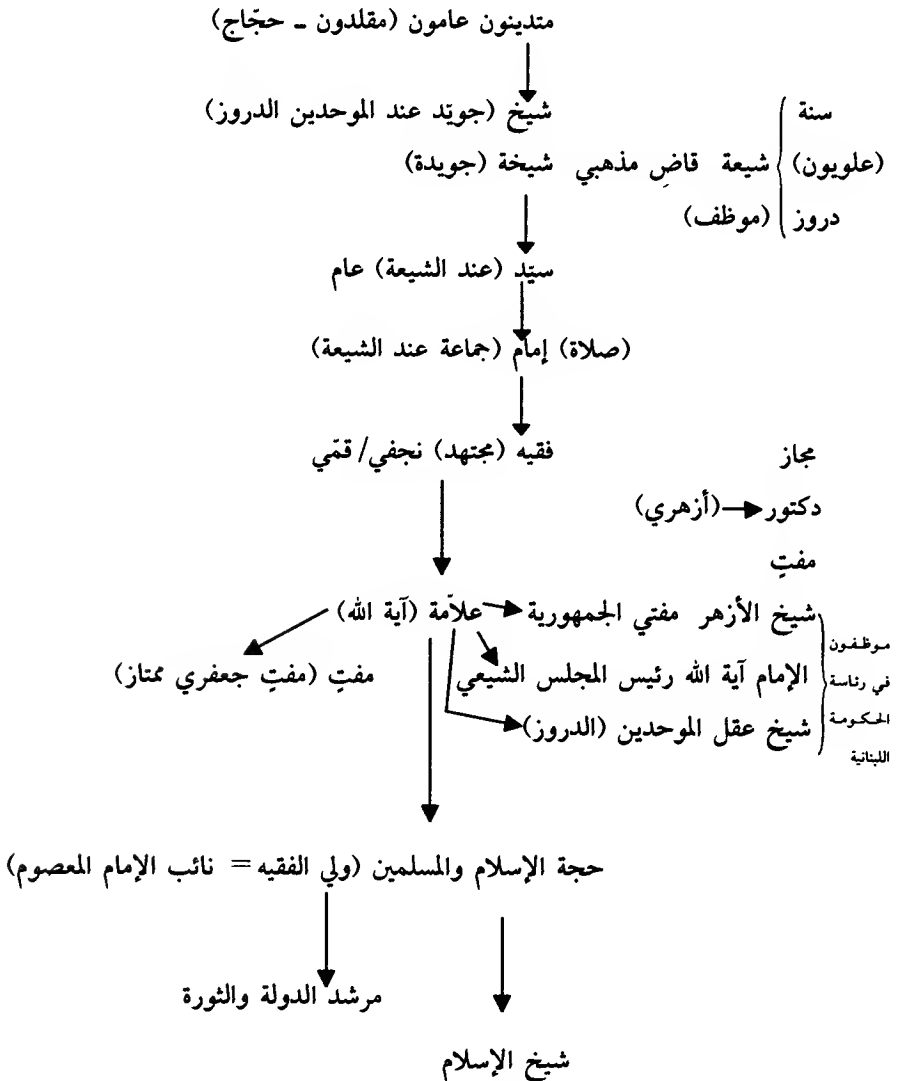 متدينون عامون (مقلدون ـ حجّاج)
شيخ (جويّد عند الموحدين الدروز)
سنة
(علويون) شيعة قاضٍ مذهبي شيخة (جويدة)
دروز (موظف)
سيّد (عند الشيعة) عام
(صلاة) إمام (جماعة عند الشيعة)
مجاز
فقيه (مجتهد) نجفي/قمّي
دكتور (أزهري)
مفتٍ
شيخ الأزهر مفتي الجمهورية علاّمة (آية الله)
موظفون
في رئاسة
الحكومة
اللبنانية
الإمام آية الله رئيس المجلس الشيعي مفتٍ (مفتٍ جعفري ممتاز)
شيخ عقل الموحدين (الدروز)
حجة الإسلام والمسلمين (ولي الفقيه = نائب الإمام المعصوم)
مرشد الدولة والثورة
شيخ الإسلام